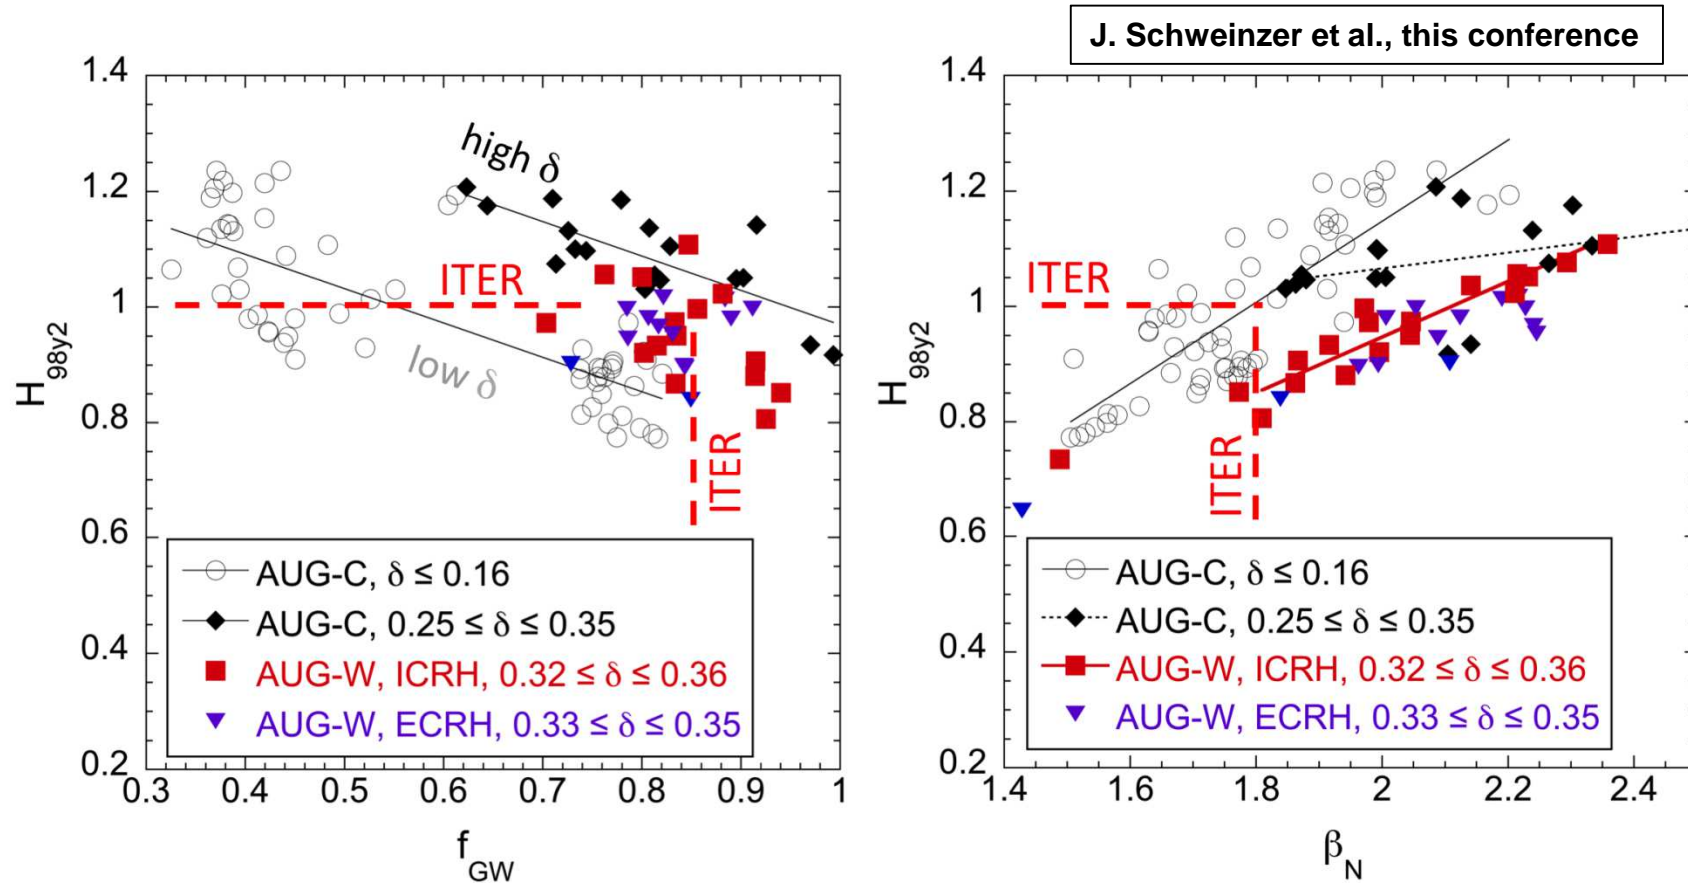 J. Schweinzer et al., this conference
1.4
1.2
1
0.8
0.6
0.4
0.2
H98y2
high δ
ITER
low δ
ITER
AUG-C, δ ≤ 0.16
AUG-C, 0.25 ≤ δ ≤ 0.35
AUG-W, ICRH, 0.32 ≤ δ ≤ 0.36
AUG-W, ECRH, 0.33 ≤ δ ≤ 0.35
0.3 0.4 0.5 0.6 0.7 0.8 0.9 1
fGW
1.4
1.2
1
0.8
0.6
0.4
0.2
H98y2
ITER
ITER
AUG-C, δ ≤ 0.16
AUG-C, 0.25 ≤ δ ≤ 0.35
AUG-W, ICRH, 0.32 ≤ δ ≤ 0.36
AUG-W, ECRH, 0.33 ≤ δ ≤ 0.35
1.4 1.6 1.8 2 2.2 2.4
βN